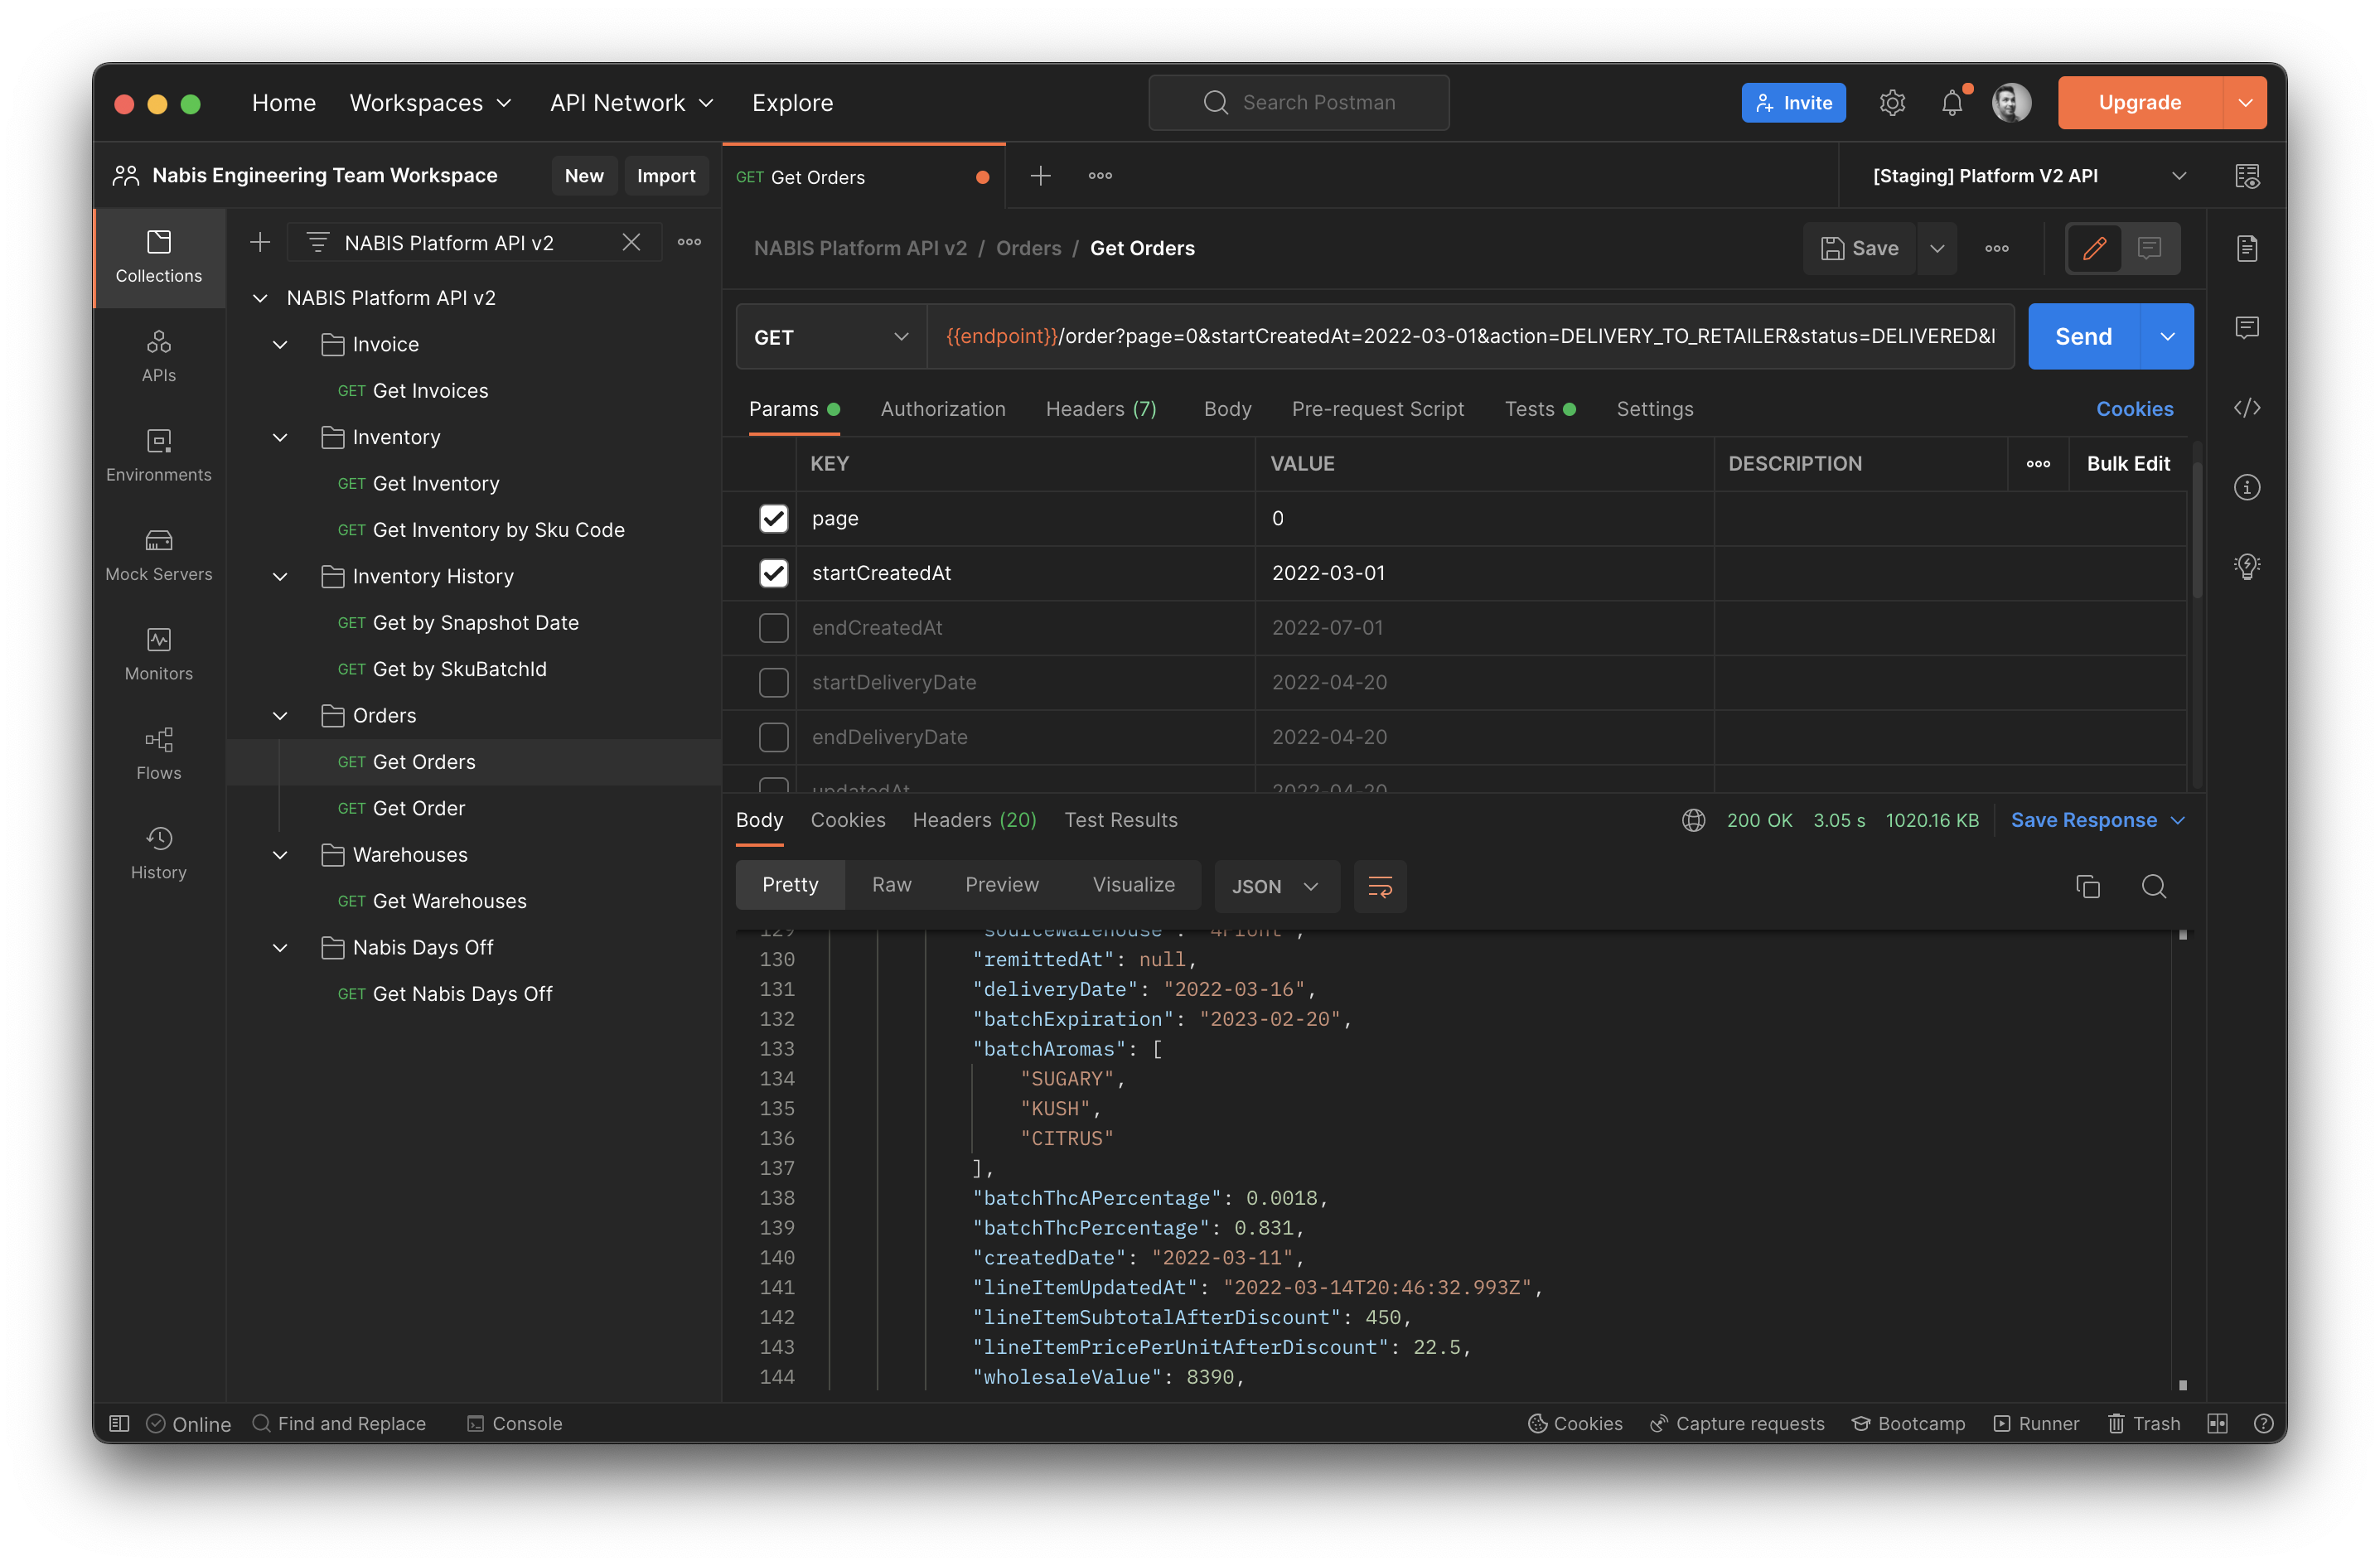 Home Workspaces API Network Explore Search Postman Invite Upgrade
Nabis Engineering Team Workspace New Import
GET Get Orders
[Staging] Platform V2 API
Collections
APIs
Environments
Mock Servers
Monitors
Flows
History
NABIS Platform API v2
NABIS Platform API v2
Invoice
GET Get Invoices
Inventory
GET Get Inventory
GET Get Inventory by Sku Code
Inventory History
GET Get by Snapshot Date
GET Get by SkuBatchId
Orders
GET Get Orders
GET Get Order
Warehouses
GET Get Warehouses
Nabis Days Off
GET Get Nabis Days Off
NABIS Platform API v2 / Orders / Get Orders
Save
GET {{endpoint}}/order?page=0&startCreatedAt=2022-03-01&action=DELIVERY_TO_RETAILER&status=DELIVERED&l Send
Params Authorization Headers (7) Body Pre-request Script Tests Settings Cookies
KEY VALUE DESCRIPTION Bulk Edit
page 0
startCreatedAt 2022-03-01
endCreatedAt 2022-07-01
startDeliveryDate 2022-04-20
endDeliveryDate 2022-04-20
updatedAt 2022-04-20
Body Cookies Headers (20) Test Results 200 OK 3.05 s 1020.16 KB Save Response
Pretty Raw Preview Visualize JSON
129 "sourceWarehouse": "4Front",
130 "remittedAt": null,
131 "deliveryDate": "2022-03-16",
132 "batchExpiration": "2023-02-20",
133 "batchAromas": [
134 "SUGARY",
135 "KUSH",
136 "CITRUS"
137 ],
138 "batchThcAPercentage": 0.0018,
139 "batchThcPercentage": 0.831,
140 "createdDate": "2022-03-11",
141 "lineItemUpdatedAt": "2022-03-14T20:46:32.993Z",
142 "lineItemSubtotalAfterDiscount": 450,
143 "lineItemPricePerUnitAfterDiscount": 22.5,
144 "wholesaleValue": 8390,
Online Find and Replace Console Cookies Capture requests Bootcamp Runner Trash